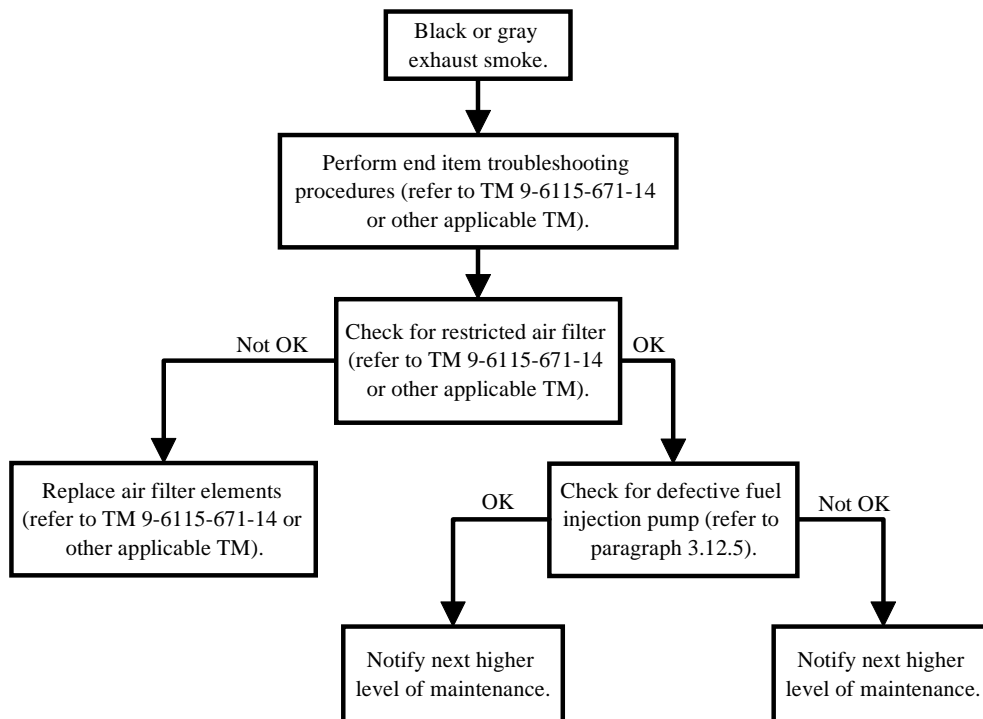 Black or gray
exhaust smoke.
Perform end item troubleshooting
procedures (refer to TM 9-6115-671-14
or other applicable TM).
Check for restricted air filter
(refer to TM 9-6115-671-14
or other applicable TM).
Not OK
OK
Replace air filter elements
(refer to TM 9-6115-671-14 or
other applicable TM).
Check for defective fuel
injection pump (refer to
paragraph 3.12.5).
OK
Not OK
Notify next higher
level of maintenance.
Notify next higher
level of maintenance.